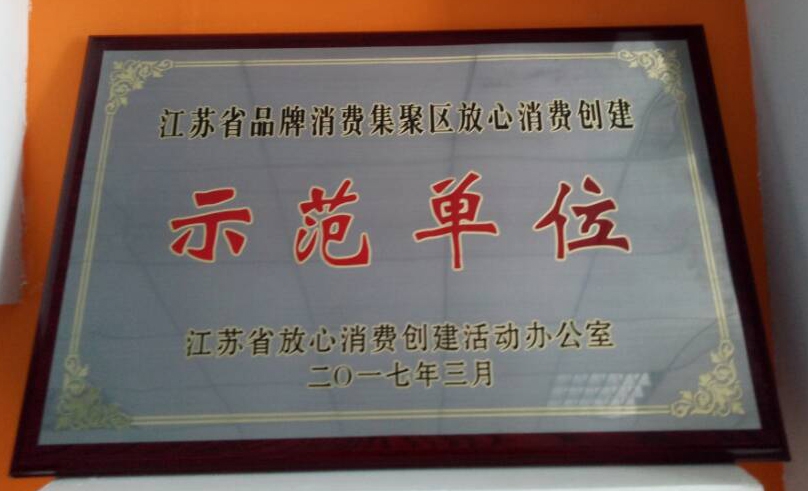 江苏省品牌消费集聚区放心消费创建
示范单位
江苏省放心消费创建活动办公室
二〇一七年三月